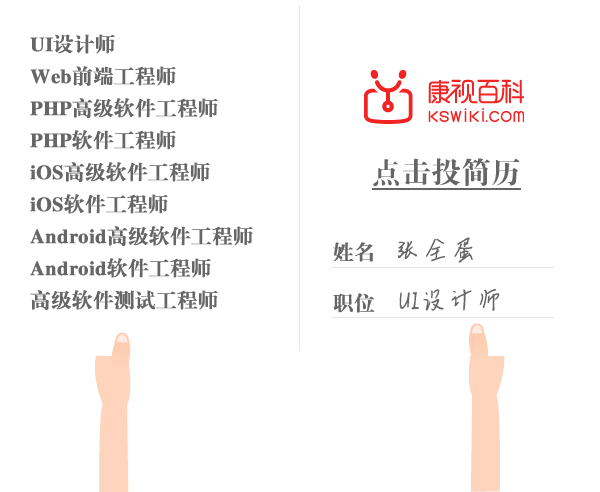 UI设计师
Web前端工程师
PHP高级软件工程师
PHP软件工程师
iOS高级软件工程师
iOS软件工程师
Android高级软件工程师
Android软件工程师
高级软件测试工程师
康视百科
kswiki.com
点击投简历
姓名 张全蛋
职位 UI设计师